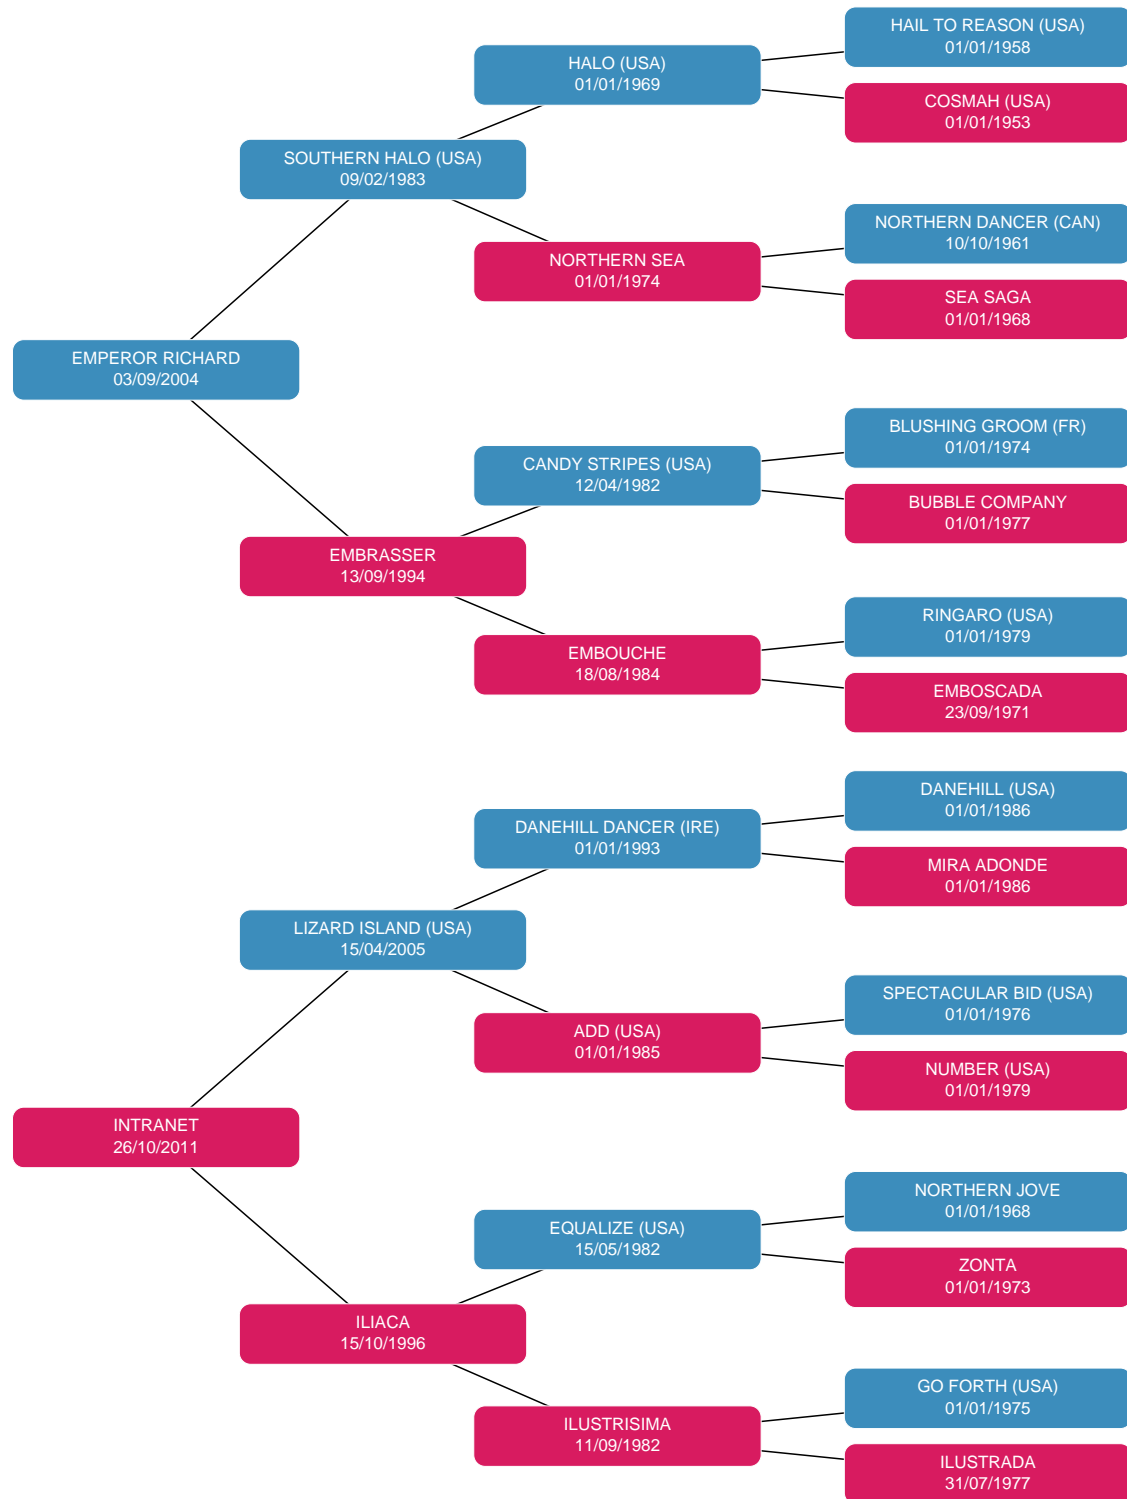 HAIL TO REASON (USA)
01/01/1958
HALO (USA)
01/01/1969
COSMAH (USA)
01/01/1953
SOUTHERN HALO (USA)
09/02/1983
NORTHERN DANCER (CAN)
10/10/1961
NORTHERN SEA
01/01/1974
SEA SAGA
01/01/1968
EMPEROR RICHARD
03/09/2004
BLUSHING GROOM (FR)
01/01/1974
CANDY STRIPES (USA)
12/04/1982
BUBBLE COMPANY
01/01/1977
EMBRASSER
13/09/1994
RINGARO (USA)
01/01/1979
EMBOUCHE
18/08/1984
EMBOSCADA
23/09/1971
DANEHILL (USA)
01/01/1986
DANEHILL DANCER (IRE)
01/01/1993
MIRA ADONDE
01/01/1986
LIZARD ISLAND (USA)
15/04/2005
SPECTACULAR BID (USA)
01/01/1976
ADD (USA)
01/01/1985
NUMBER (USA)
01/01/1979
INTRANET
26/10/2011
NORTHERN JOVE
01/01/1968
EQUALIZE (USA)
15/05/1982
ZONTA
01/01/1973
ILIACA
15/10/1996
GO FORTH (USA)
01/01/1975
ILUSTRISIMA
11/09/1982
ILUSTRADA
31/07/1977